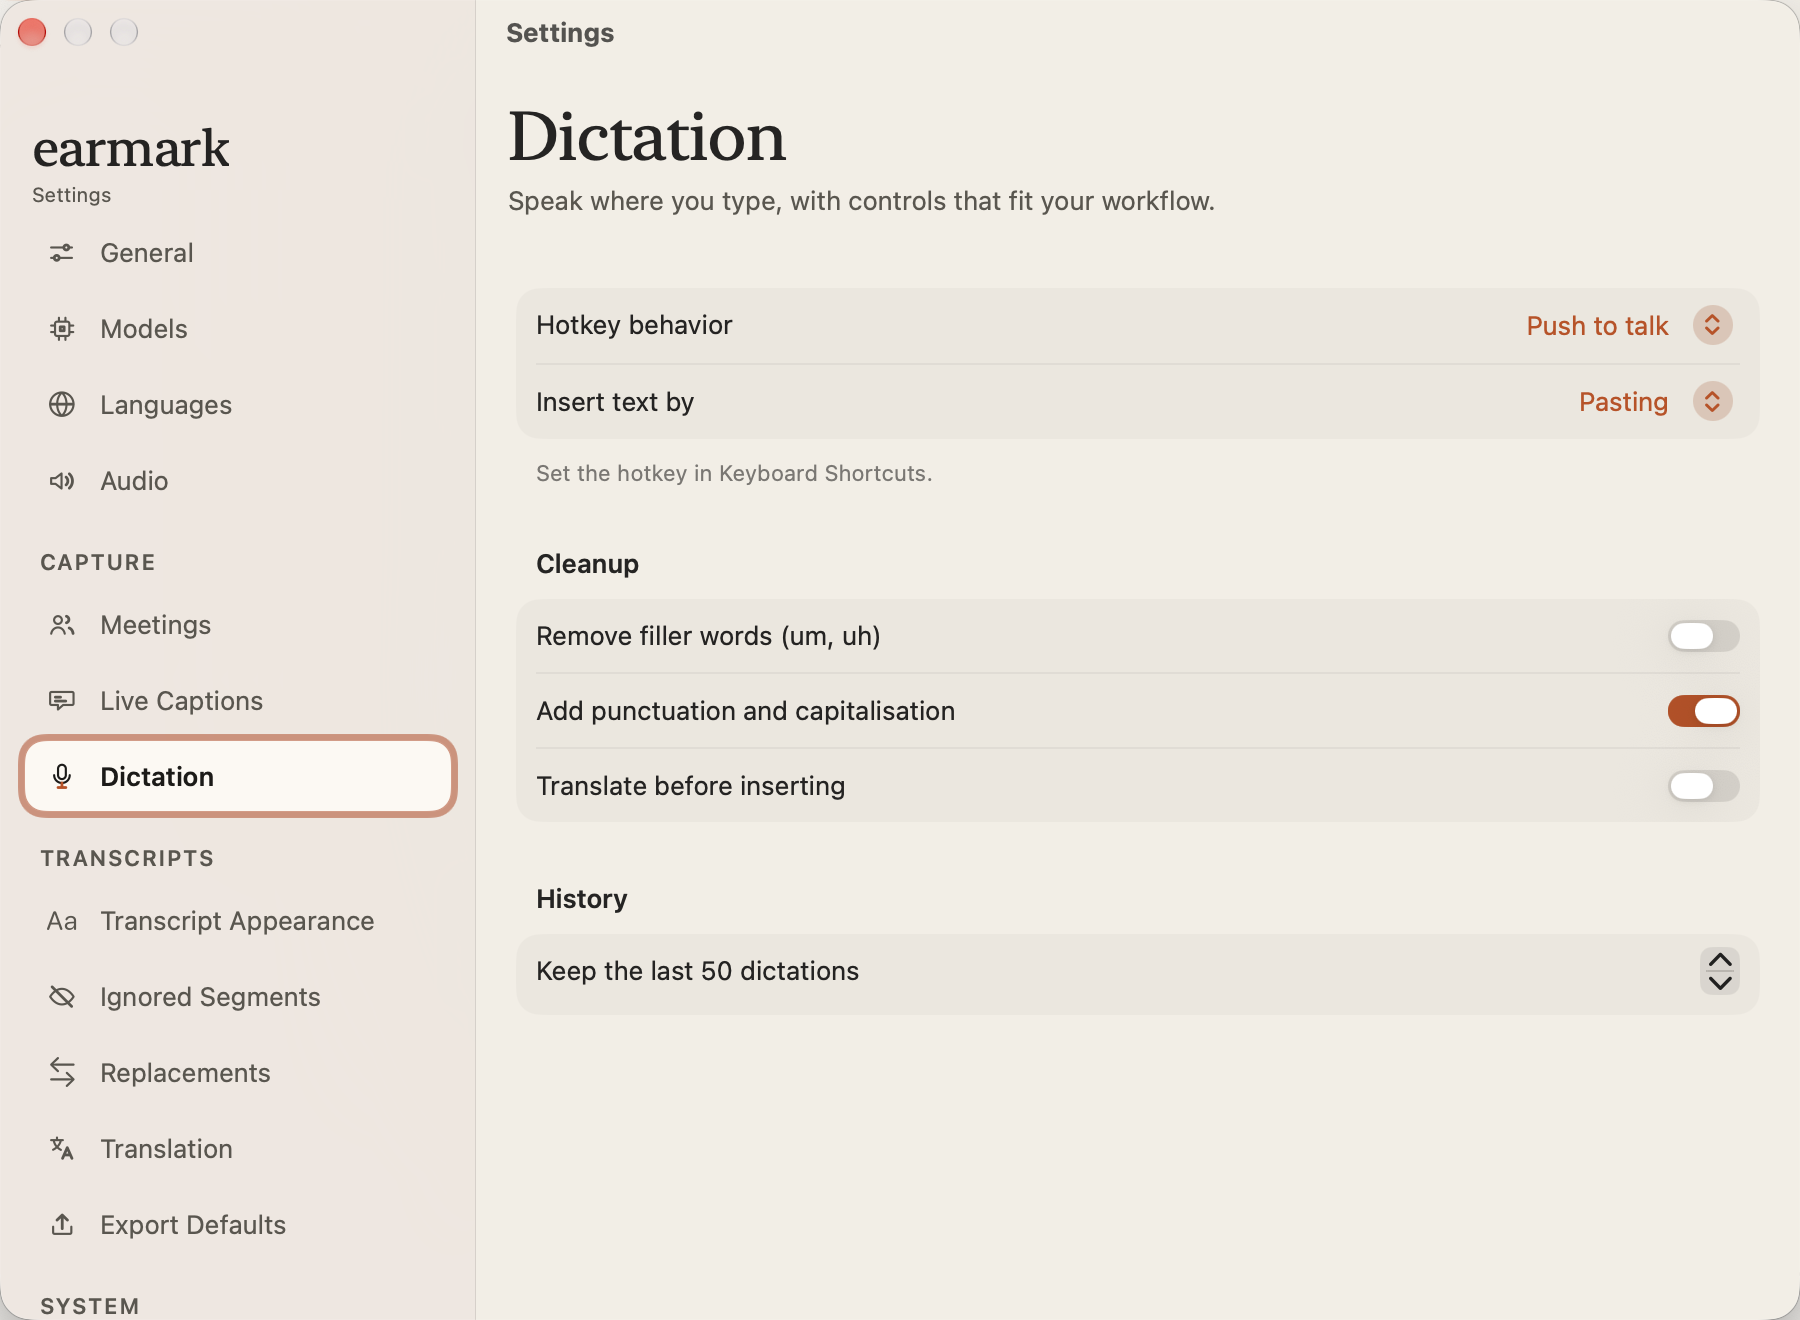 Settings
earmark
Settings
General
Models
Languages
Audio
CAPTURE
Meetings
Live Captions
Dictation
TRANSCRIPTS
Aa Transcript Appearance
Ignored Segments
Replacements
Translation
Export Defaults
SYSTEM
Dictation
Speak where you type, with controls that fit your workflow.
Hotkey behavior Push to talk
Insert text by Pasting
Set the hotkey in Keyboard Shortcuts.
Cleanup
Remove filler words (um, uh)
Add punctuation and capitalisation
Translate before inserting
History
Keep the last 50 dictations